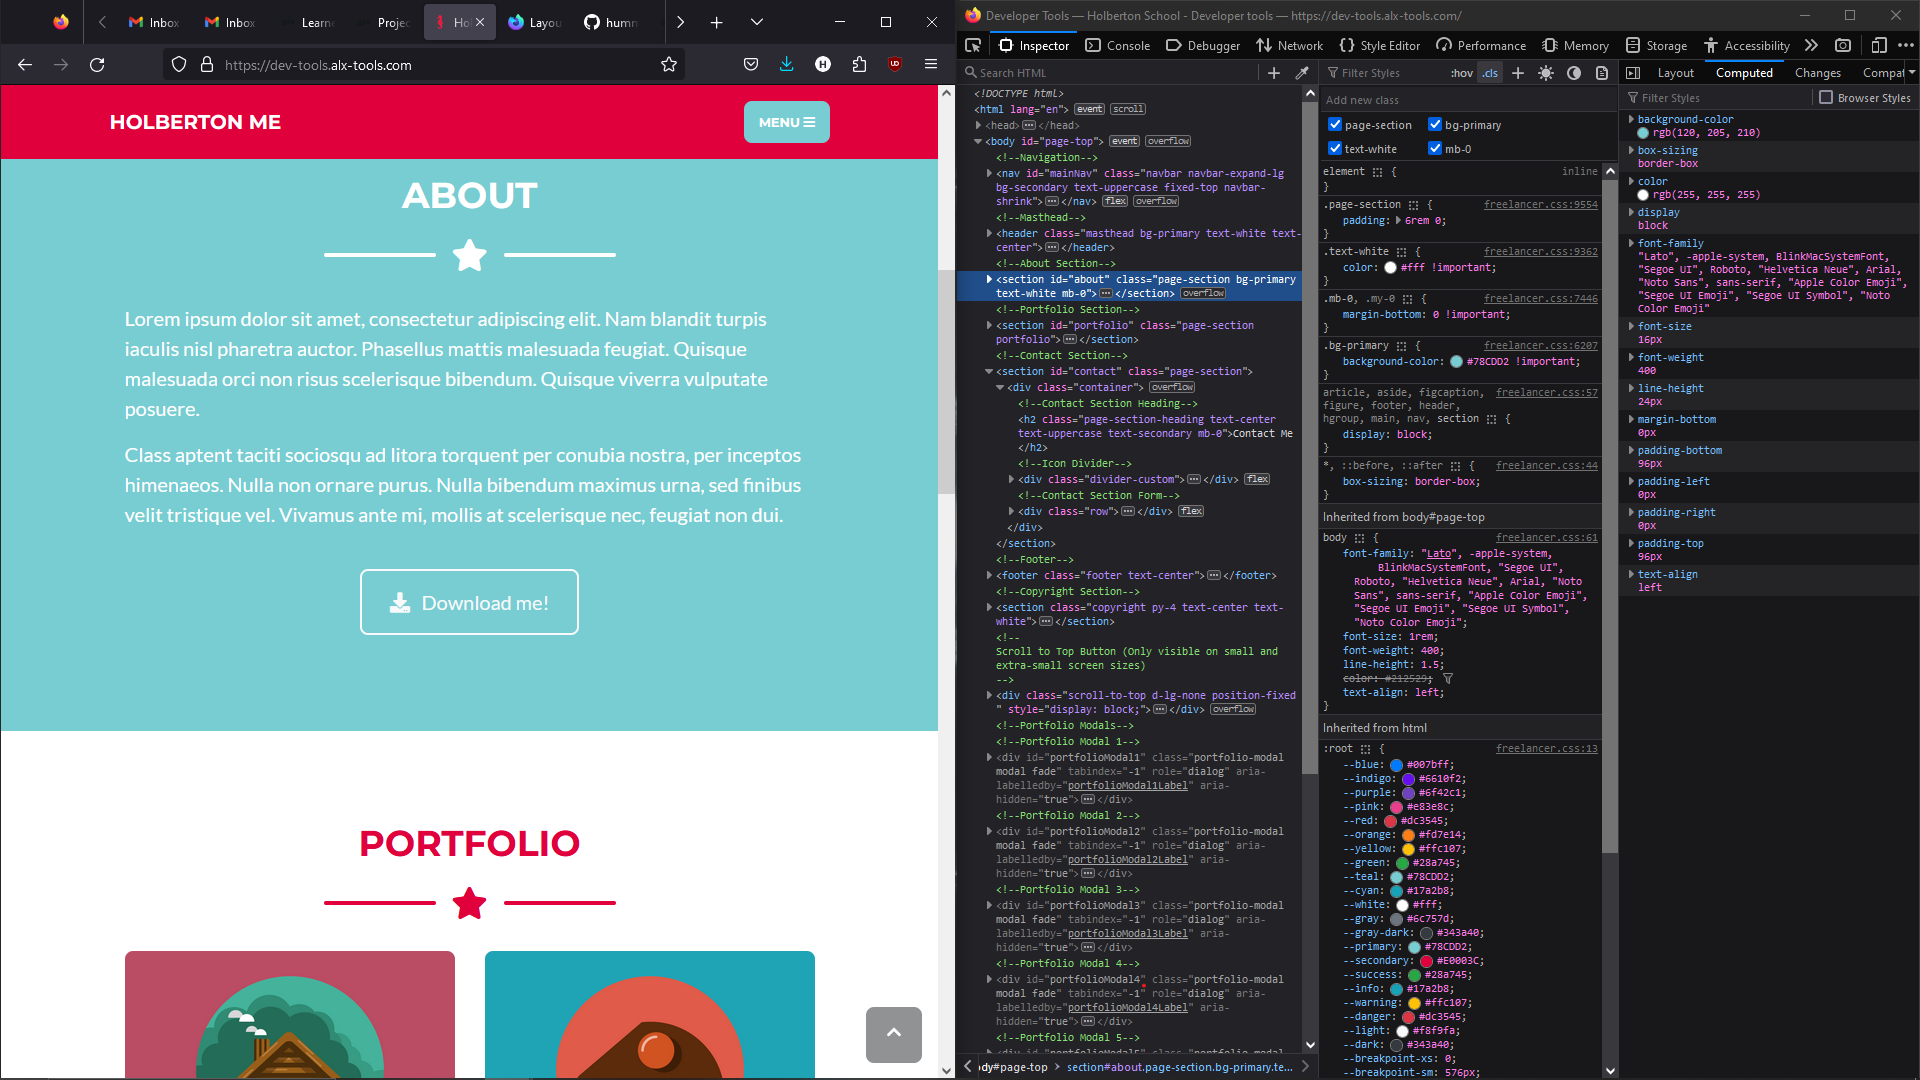 Inbox
Inbox
Learn
Projec
Hol
Layou
humm
https://dev-tools.alx-tools.com
HOLBERTON ME
MENU
ABOUT
Lorem ipsum dolor sit amet, consectetur adipiscing elit. Nam blandit turpis
iaculis nisl pharetra auctor. Phasellus mattis malesuada feugiat. Quisque
malesuada orci non risus scelerisque bibendum. Quisque viverra vulputate
posuere.
Class aptent taciti sociosqu ad litora torquent per conubia nostra, per inceptos
himenaeos. Nulla non ornare purus. Nulla bibendum maximus urna, sed finibus
velit tristique vel. Vivamus ante mi, mollis at scelerisque nec, feugiat non dui.
Download me!
PORTFOLIO
Developer Tools — Holberton School - Developer tools — https://dev-tools.alx-tools.com/
Inspector Console Debugger Network Style Editor Performance Memory Storage Accessibility
Search HTML
<!DOCTYPE html>
<html lang="en"> event scroll
<head> </head>
<body id="page-top"> event overflow
<!--Navigation-->
<nav id="mainNav" class="navbar navbar-expand-lg
bg-secondary text-uppercase fixed-top navbar-
shrink"> </nav> flex overflow
<!--Masthead-->
<header class="masthead bg-primary text-white text-
center"> </header>
<!--About Section-->
<section id="about" class="page-section bg-primary
text-white mb-0"> </section> overflow
<!--Portfolio Section-->
<section id="portfolio" class="page-section
portfolio"> </section>
<!--Contact Section-->
<section id="contact" class="page-section">
<div class="container"> overflow
<!--Contact Section Heading-->
<h2 class="page-section-heading text-center
text-uppercase text-secondary mb-0">Contact Me
</h2>
<!--Icon Divider-->
<div class="divider-custom"> </div> flex
<!--Contact Section Form-->
<div class="row"> </div> flex
</div>
</section>
<!--Footer-->
<footer class="footer text-center"> </footer>
<!--Copyright Section-->
<section class="copyright py-4 text-center text-
white"> </section>
<!--
Scroll to Top Button (Only visible on small and
extra-small screen sizes)
-->
<div class="scroll-to-top d-lg-none position-fixed
" style="display: block;"> </div> overflow
<!--Portfolio Modals-->
<!--Portfolio Modal 1-->
<div id="portfolioModal1" class="portfolio-modal
modal fade" tabindex="-1" role="dialog" aria-
labelledby="portfolioModal1Label" aria-
hidden="true"> </div>
<!--Portfolio Modal 2-->
<div id="portfolioModal2" class="portfolio-modal
modal fade" tabindex="-1" role="dialog" aria-
labelledby="portfolioModal2Label" aria-
hidden="true"> </div>
<!--Portfolio Modal 3-->
<div id="portfolioModal3" class="portfolio-modal
modal fade" tabindex="-1" role="dialog" aria-
labelledby="portfolioModal3Label" aria-
hidden="true"> </div>
<!--Portfolio Modal 4-->
<div id="portfolioModal4" class="portfolio-modal
modal fade" tabindex="-1" role="dialog" aria-
labelledby="portfolioModal4Label" aria-
hidden="true"> </div>
<!--Portfolio Modal 5-->
dy#page-top > section#about.page-section.bg-primary.te...
Filter Styles :hov .cls
Add new class
page-section bg-primary
text-white mb-0
element { inline
}
.page-section { freelancer.css:9554
padding: 6rem 0;
}
.text-white { freelancer.css:9362
color: #fff !important;
}
.mb-0, .my-0 { freelancer.css:7446
margin-bottom: 0 !important;
}
.bg-primary { freelancer.css:6207
background-color: #78CDD2 !important;
}
article, aside, figcaption, freelancer.css:57
figure, footer, header,
hgroup, main, nav, section {
display: block;
}
*, ::before, ::after { freelancer.css:44
box-sizing: border-box;
}
Inherited from body#page-top
body { freelancer.css:61
font-family: "Lato", -apple-system,
BlinkMacSystemFont, "Segoe UI",
Roboto, "Helvetica Neue", Arial, "Noto
Sans", sans-serif, "Apple Color Emoji",
"Segoe UI Emoji", "Segoe UI Symbol",
"Noto Color Emoji";
font-size: 1rem;
font-weight: 400;
line-height: 1.5;
color: #212529;
text-align: left;
}
Inherited from html
:root { freelancer.css:13
--blue: #007bff;
--indigo: #6610f2;
--purple: #6f42c1;
--pink: #e83e8c;
--red: #dc3545;
--orange: #fd7e14;
--yellow: #ffc107;
--green: #28a745;
--teal: #78CDD2;
--cyan: #17a2b8;
--white: #fff;
--gray: #6c757d;
--gray-dark: #343a40;
--primary: #78CDD2;
--secondary: #E0003C;
--success: #28a745;
--info: #17a2b8;
--warning: #ffc107;
--danger: #dc3545;
--light: #f8f9fa;
--dark: #343a40;
--breakpoint-xs: 0;
--breakpoint-sm: 576px;
Layout Computed Changes Compat
Filter Styles Browser Styles
background-color
rgb(120, 205, 210)
box-sizing
border-box
color
rgb(255, 255, 255)
display
block
font-family
"Lato", -apple-system, BlinkMacSystemFont,
"Segoe UI", Roboto, "Helvetica Neue", Arial,
"Noto Sans", sans-serif, "Apple Color Emoji",
"Segoe UI Emoji", "Segoe UI Symbol", "Noto
Color Emoji"
font-size
16px
font-weight
400
line-height
24px
margin-bottom
0px
padding-bottom
96px
padding-left
0px
padding-right
0px
padding-top
96px
text-align
left